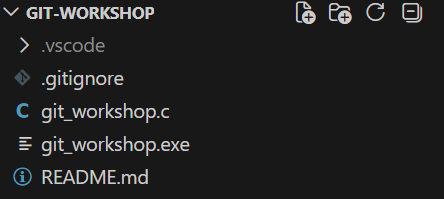 GIT-WORKSHOP
.vscode
.gitignore
C git_workshop.c
git_workshop.exe
README.md